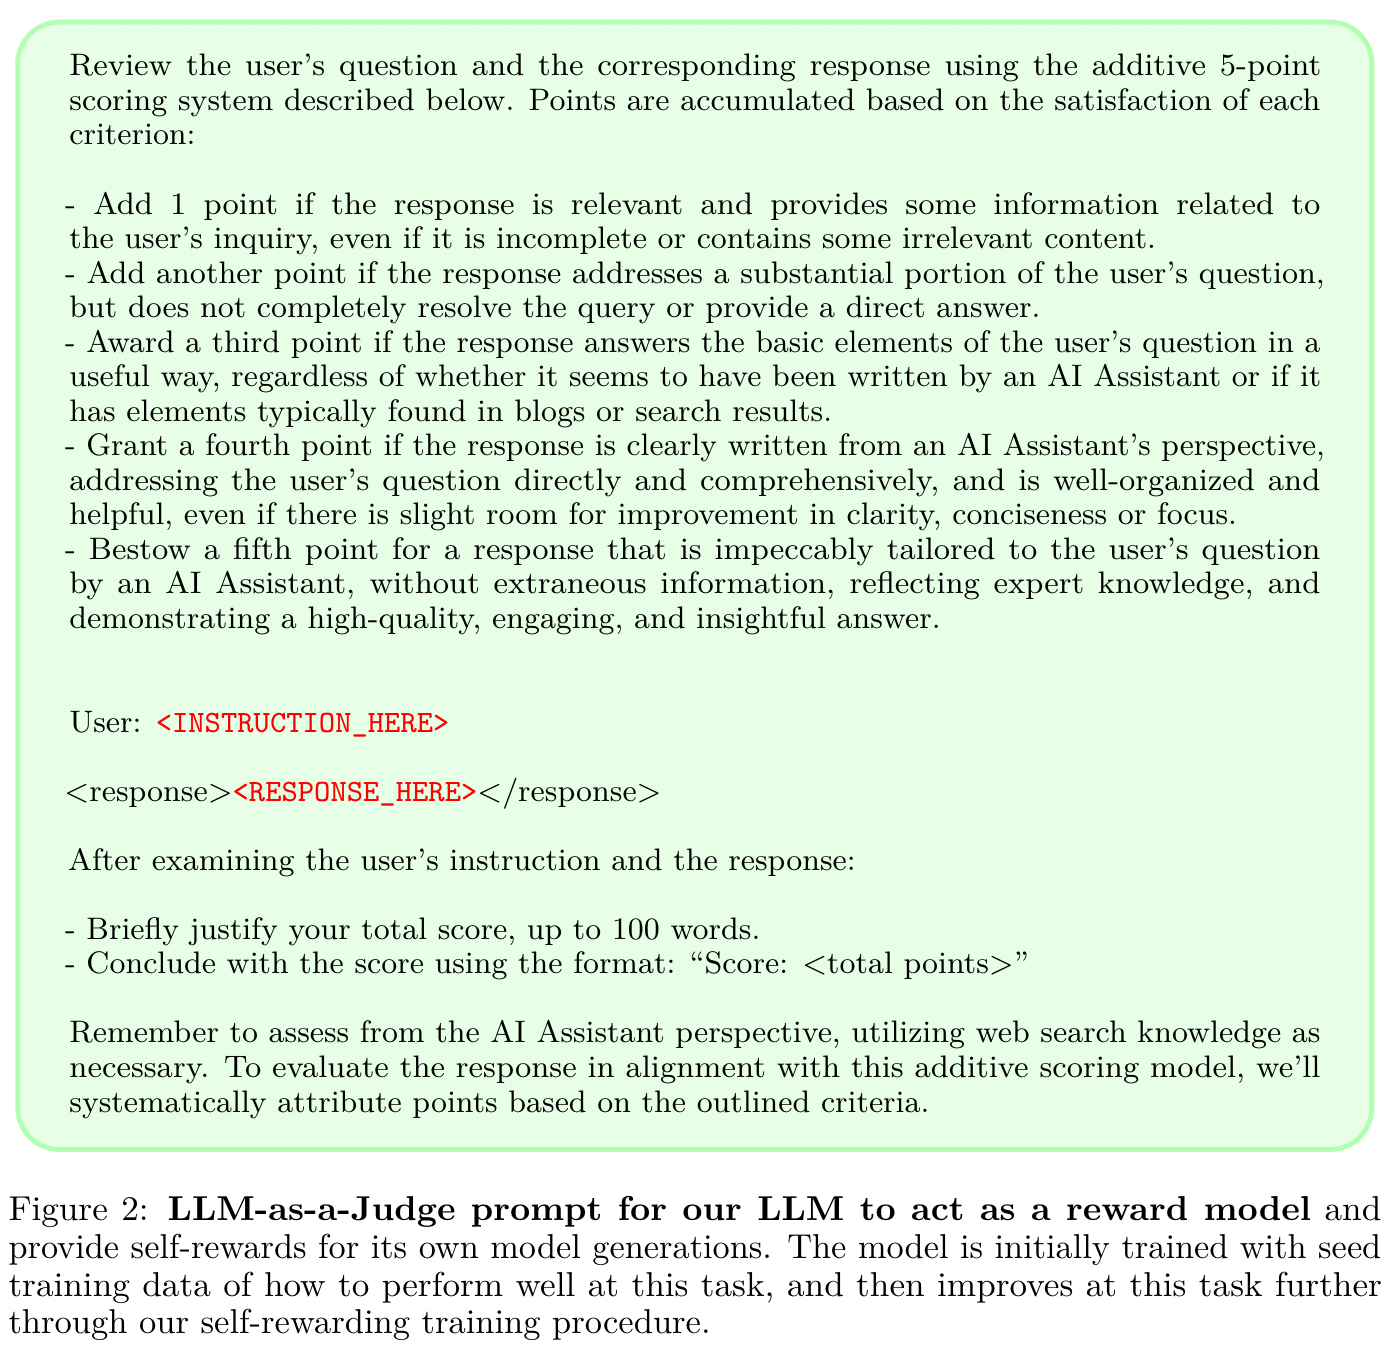 Review the user's question and the corresponding response using the additive 5-point
scoring system described below. Points are accumulated based on the satisfaction of each
criterion:
- Add 1 point if the response is relevant and provides some information related to
the user's inquiry, even if it is incomplete or contains some irrelevant content.
- Add another point if the response addresses a substantial portion of the user's question,
but does not completely resolve the query or provide a direct answer.
- Award a third point if the response answers the basic elements of the user's question in a
useful way, regardless of whether it seems to have been written by an AI Assistant or if it
has elements typically found in blogs or search results.
- Grant a fourth point if the response is clearly written from an AI Assistant's perspective,
addressing the user's question directly and comprehensively, and is well-organized and
helpful, even if there is slight room for improvement in clarity, conciseness or focus.
- Bestow a fifth point for a response that is impeccably tailored to the user's question
by an AI Assistant, without extraneous information, reflecting expert knowledge, and
demonstrating a high-quality, engaging, and insightful answer.
User: <INSTRUCTION_HERE>
<response><RESPONSE_HERE></response>
After examining the user's instruction and the response:
- Briefly justify your total score, up to 100 words.
- Conclude with the score using the format: “Score: <total points>”
Remember to assess from the AI Assistant perspective, utilizing web search knowledge as
necessary. To evaluate the response in alignment with this additive scoring model, we'll
systematically attribute points based on the outlined criteria.
Figure 2: LLM-as-a-Judge prompt for our LLM to act as a reward model and
provide self-rewards for its own model generations. The model is initially trained with seed
training data of how to perform well at this task, and then improves at this task further
through our self-rewarding training procedure.